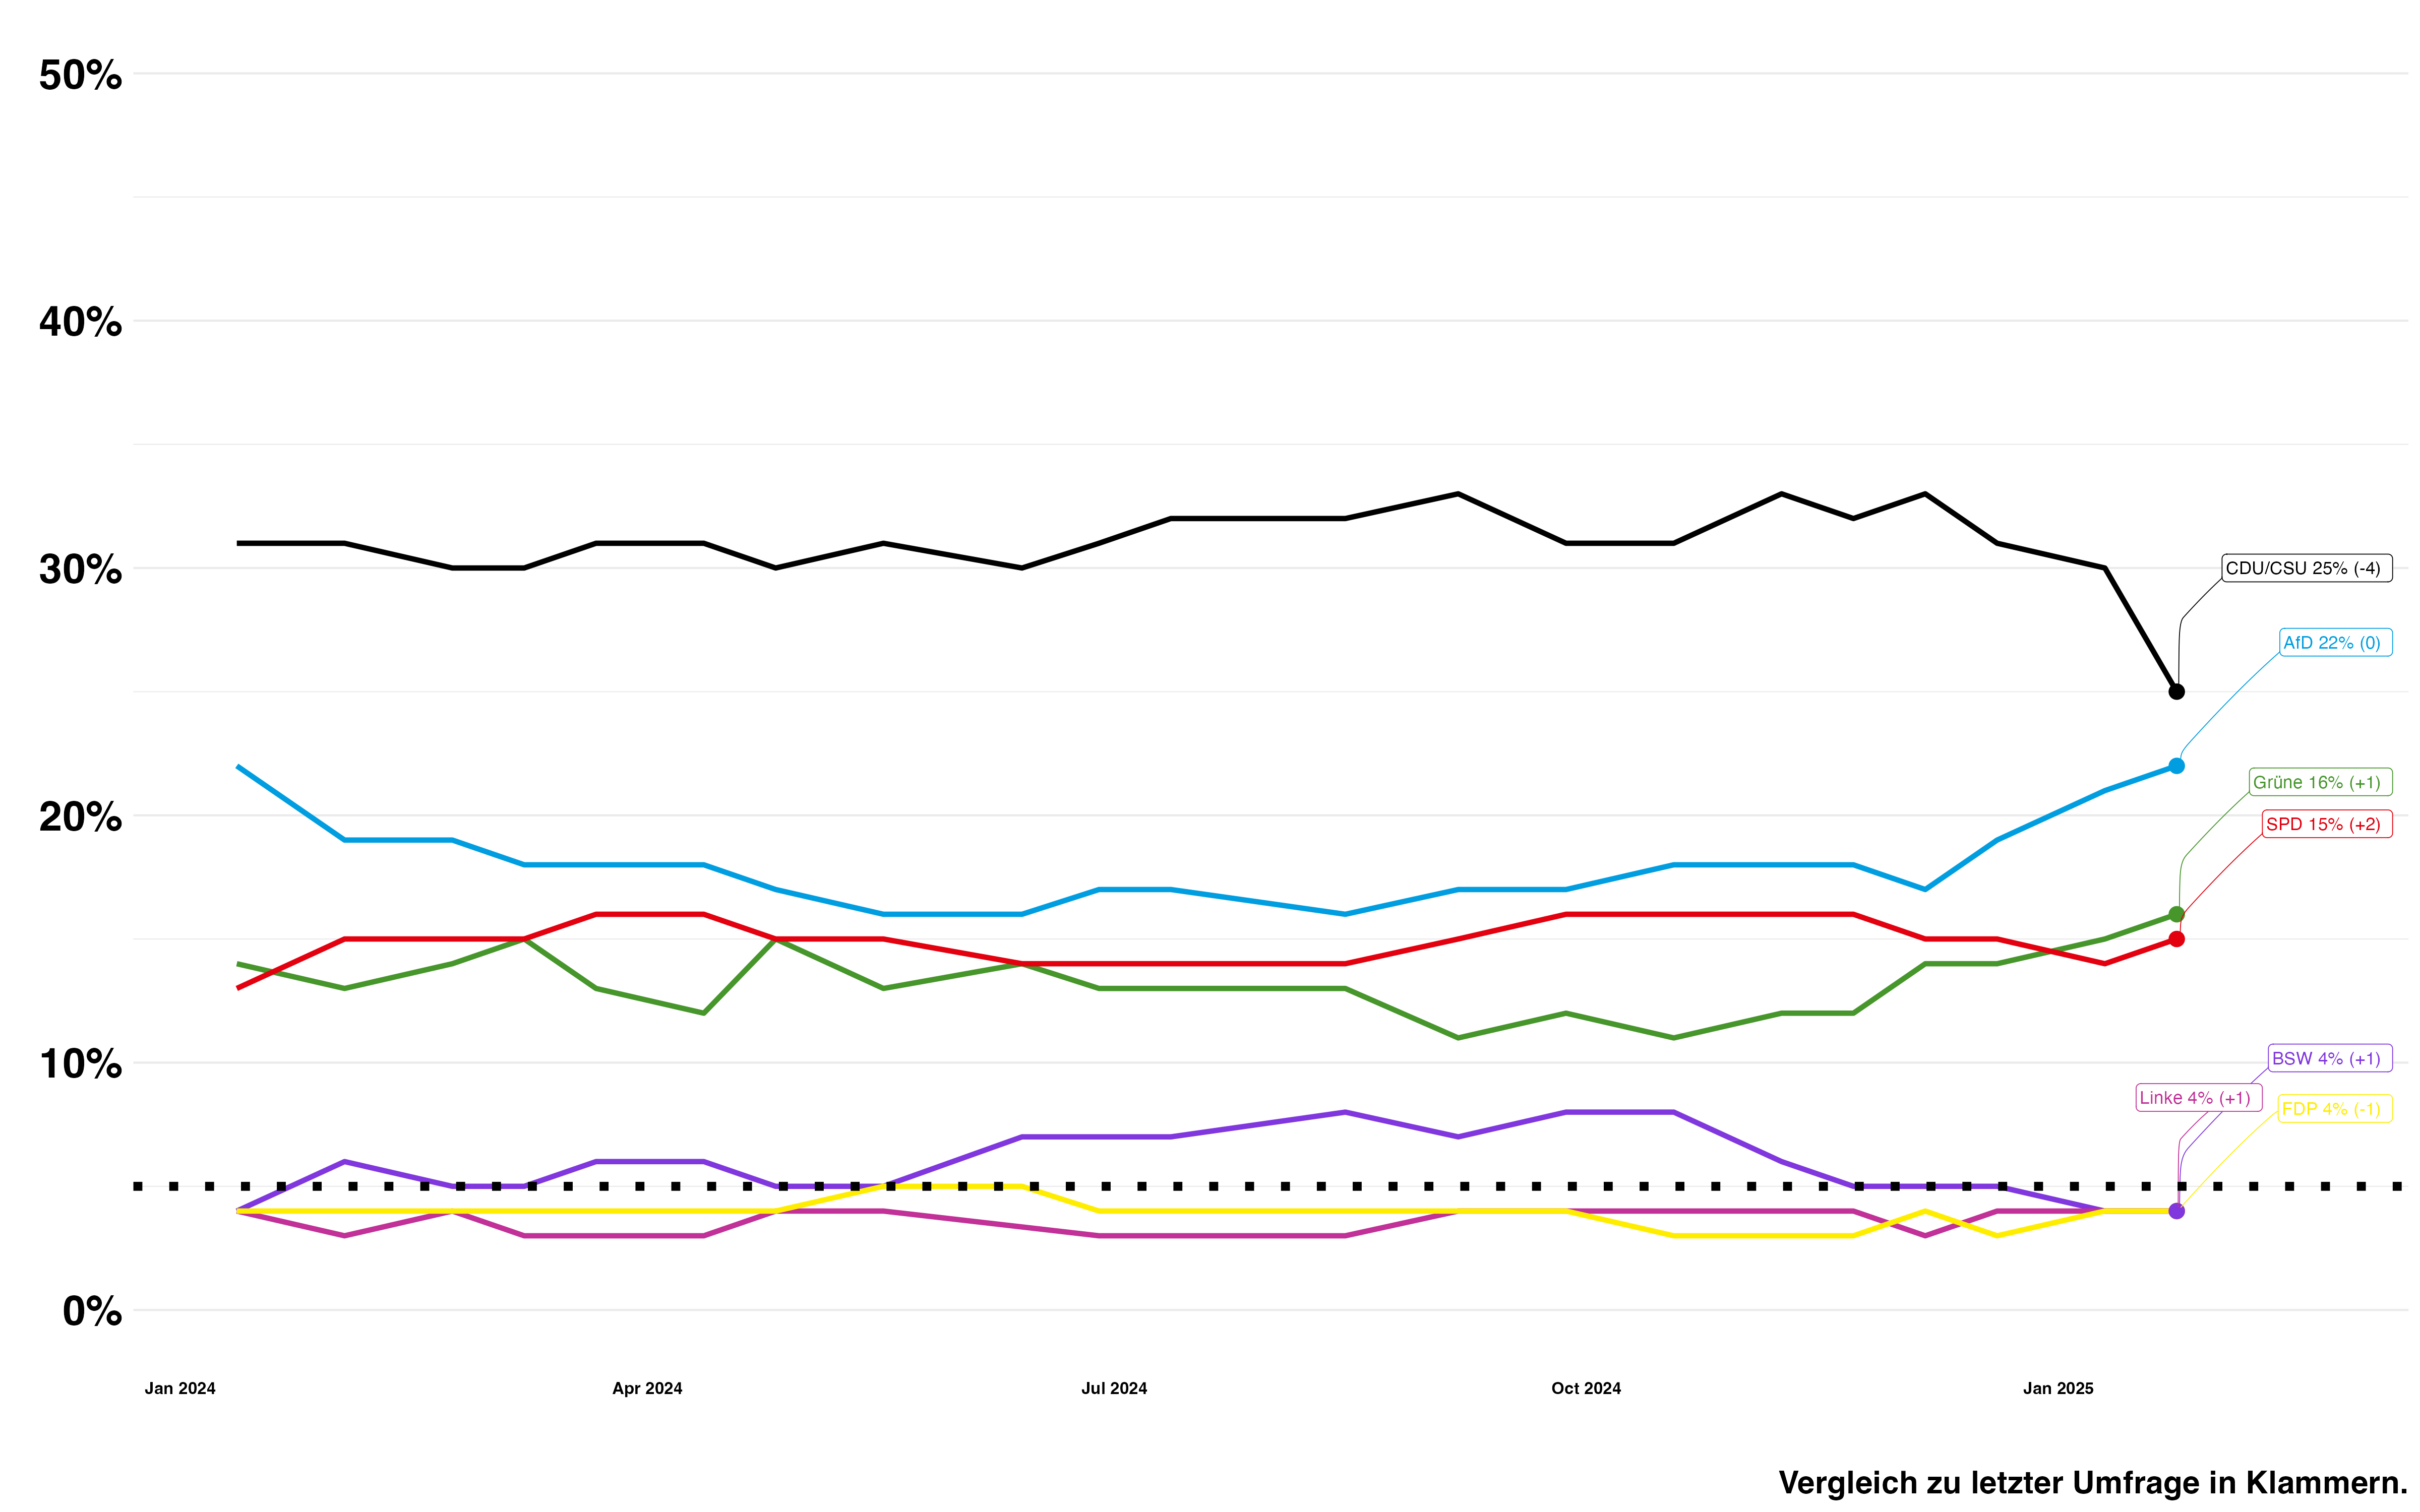 50%
40%
30%
20%
10%
0%
CDU/CSU 25% (-4)
AfD 22% (0)
Grüne 16% (+1)
SPD 15% (+2)
BSW 4% (+1)
Linke 4% (+1)
FDP 4% (-1)
Jan 2024
Apr 2024
Jul 2024
Oct 2024
Jan 2025
Vergleich zu letzter Umfrage in Klammern.